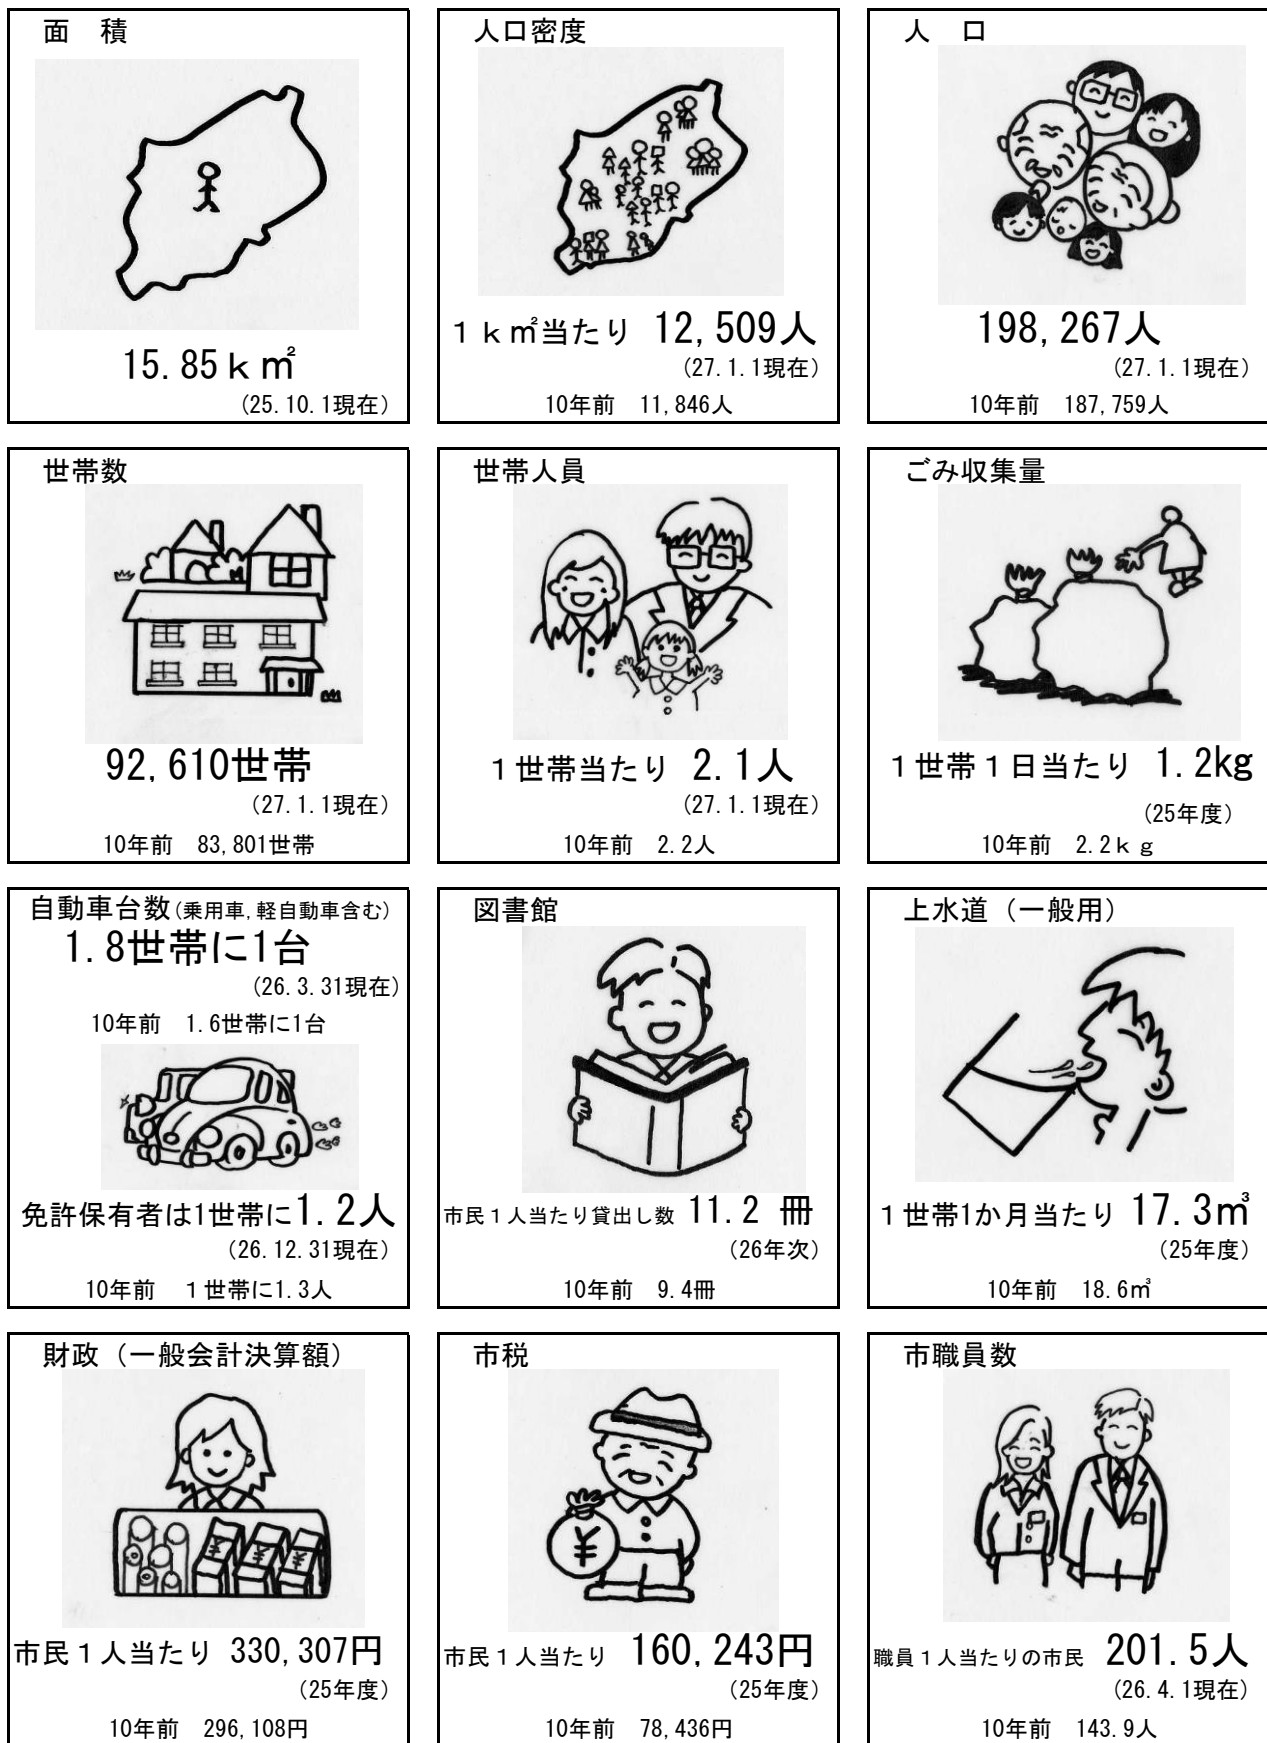 面　積
15.85ｋ㎡
(25.10.1現在)
人口密度
１ｋ㎡当たり 12,509人
(27.1.1現在)
10年前　11,846人
人　口
198,267人
(27.1.1現在)
10年前　187,759人
世帯数
92,610世帯
(27.1.1現在)
10年前　83,801世帯
世帯人員
１世帯当たり 2.1人
(27.1.1現在)
10年前　2.2人
ごみ収集量
１世帯１日当たり 1.2kg
(25年度)
10年前　2.2ｋｇ
自動車台数(乗用車,軽自動車含む)
1.8世帯に1台
(26.3.31現在)
10年前　1.6世帯に1台
免許保有者は1世帯に1.2人
(26.12.31現在)
10年前　１世帯に1.3人
図書館
市民１人当たり貸出し数 11.2 冊
(26年次)
10年前　9.4冊
上水道（一般用）
１世帯1か月当たり 17.3㎥
(25年度)
10年前　18.6㎥
財政（一般会計決算額）
¥ ¥ ¥
市民１人当たり 330,307円
(25年度)
10年前　296,108円
市税
¥
市民１人当たり 160,243円
(25年度)
10年前　78,436円
市職員数
職員１人当たりの市民 201.5人
(26.4.1現在)
10年前　143.9人